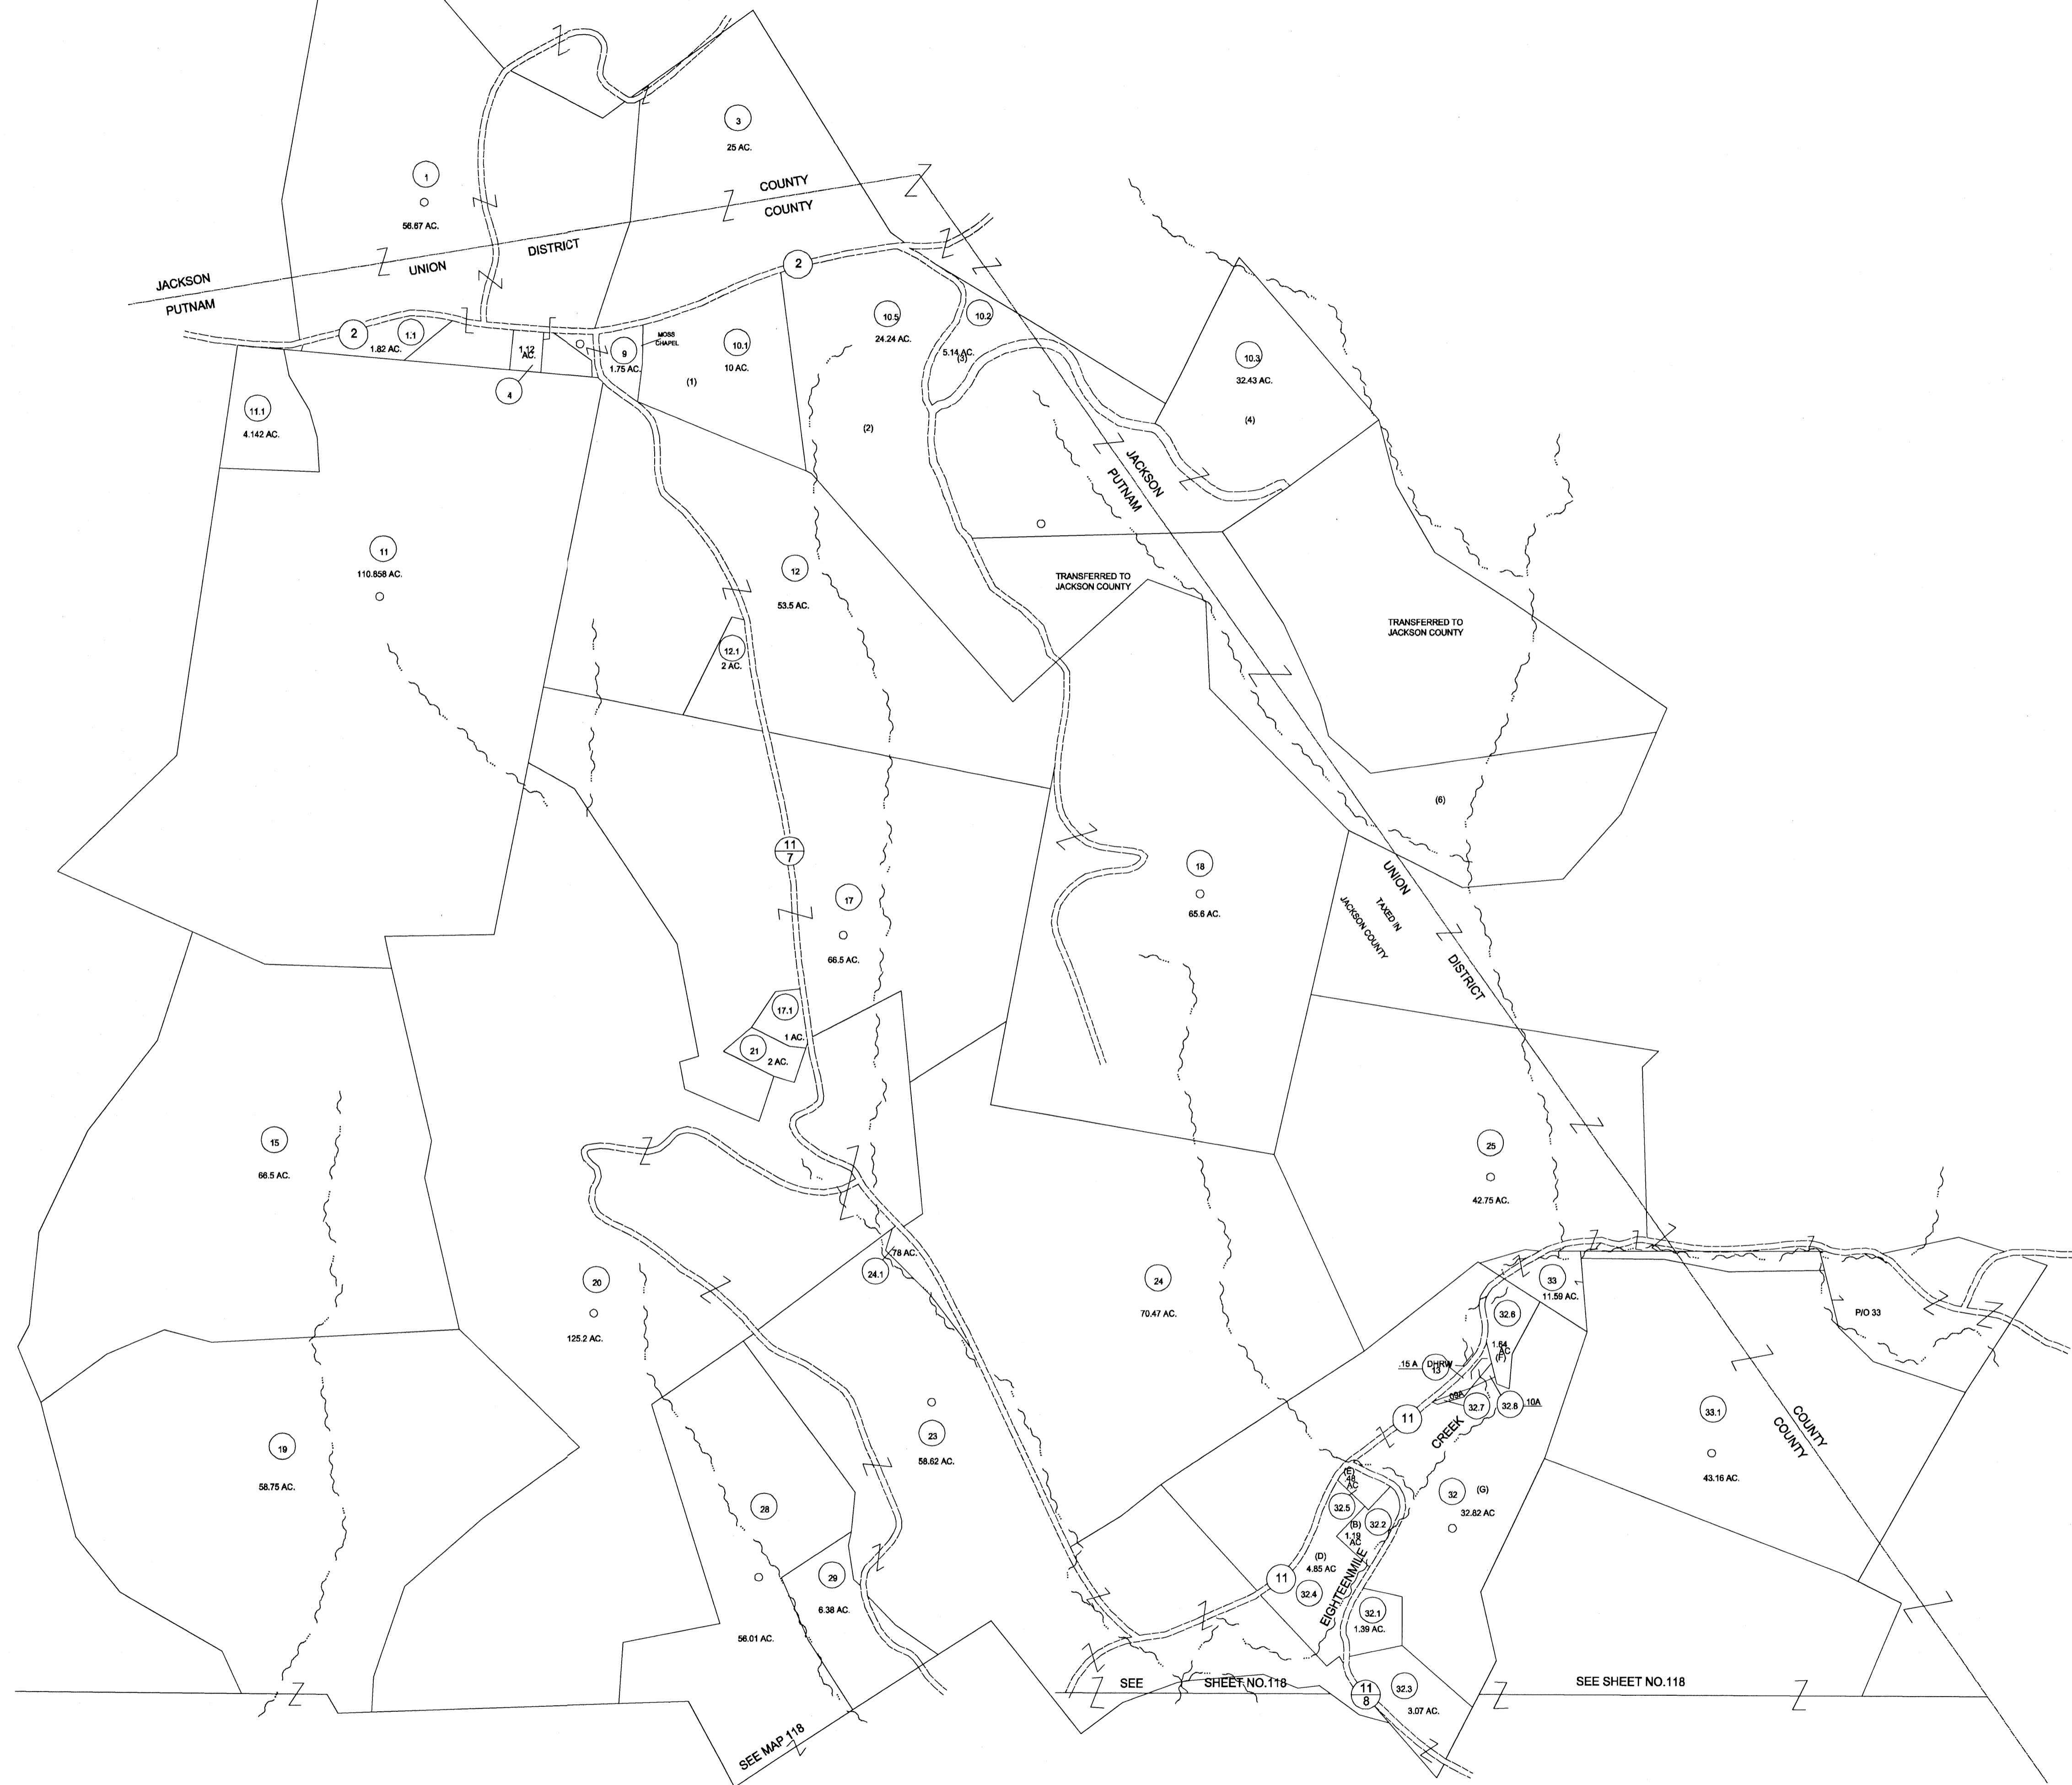 3
25 AC.
1
56.67 AC.
COUNTY
COUNTY
DISTRICT
UNION
JACKSON
PUTNAM
2
2
1.1
1.82 AC.
1.12
AC.
4
9
1.75 AC.
MOSS
CHAPEL
10.1
10 AC.
(1)
10.5
24.24 AC.
(2)
10.2
5.14 AC.
(3)
10.3
32.43 AC.
(4)
11.1
4.142 AC.
JACKSON
PUTNAM
11
110.858 AC.
12
53.5 AC.
TRANSFERRED TO
JACKSON COUNTY
TRANSFERRED TO
JACKSON COUNTY
12.1
2 AC.
(6)
11
7
17
66.5 AC.
18
65.6 AC.
UNION
DISTRICT
TAXED IN
JACKSON COUNTY
17.1
1 AC.
21
2 AC.
15
66.5 AC.
25
42.75 AC.
.78 AC.
24.1
20
125.2 AC.
24
70.47 AC.
33
11.59 AC.
32.6
1.64
AC
(F)
P/O 33
.15 A
DHRW
13
.09A
32.7
32.8
.10A
11
CREEK
33.1
43.16 AC.
COUNTY
COUNTY
23
58.62 AC.
19
58.75 AC.
28
56.01 AC.
29
6.38 AC.
(E)
.48
AC
32.5
(B)
1.19
AC
32.2
32
(G)
32.82 AC
(D)
4.85 AC
32.4
11
EIGHTEENMILE
32.1
1.39 AC.
32.3
3.07 AC.
11
8
SEE SHEET NO.118
SEE SHEET NO.118
SEE MAP 118